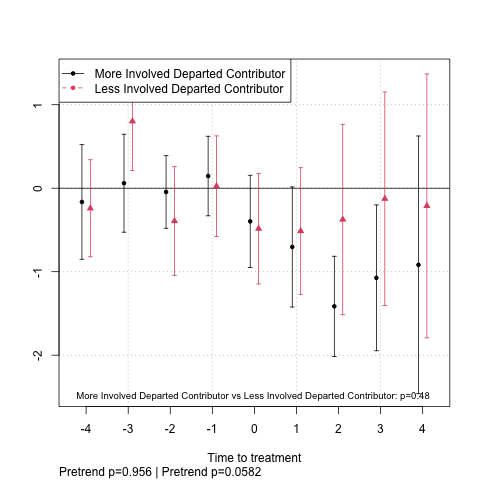 More Involved Departed Contributor
Less Involved Departed Contributor
1
0
-1
-2
More Involved Departed Contributor vs Less Involved Departed Contributor: p=0.48
-4 -3 -2 -1 0 1 2 3 4
Time to treatment
Pretrend p=0.956 | Pretrend p=0.0582